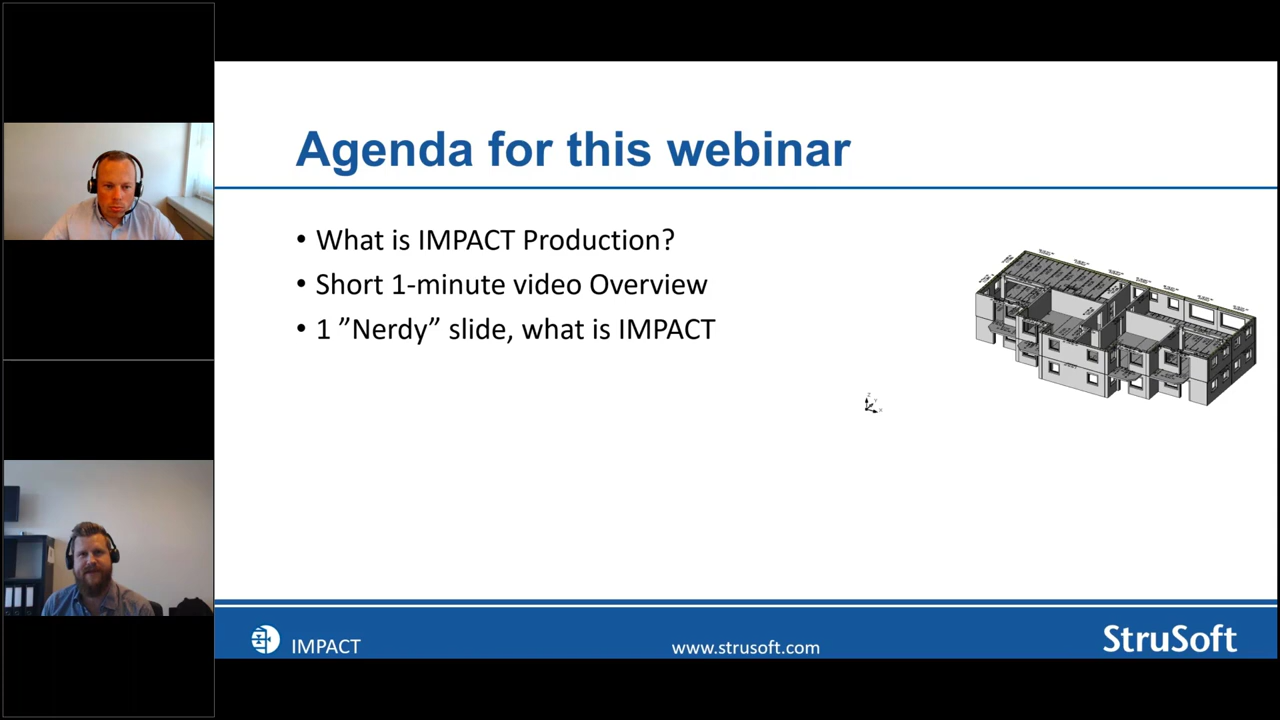 Agenda for this webinar
• What is IMPACT Production?
• Short 1-minute video Overview
• 1 ”Nerdy” slide, what is IMPACT
IMPACT
www.strusoft.com
StruSoft